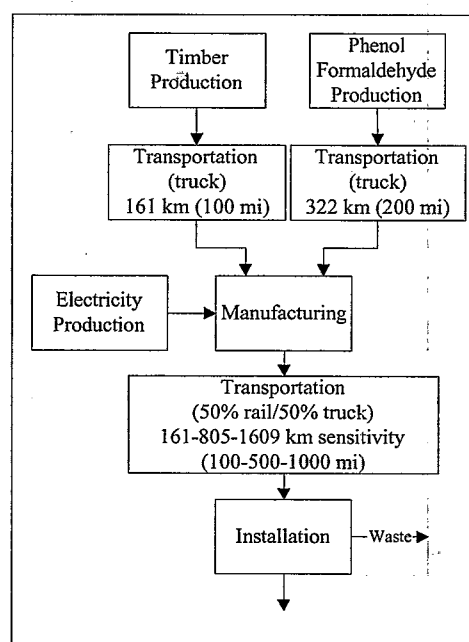 Timber
Production
Phenol
Formaldehyde
Production
Transportation
(truck)
161 km (100 mi)
Transportation
(truck)
322 km (200 mi)
Electricity
Production
Manufacturing
Transportation
(50% rail/50% truck)
161-805-1609 km sensitivity
(100-500-1000 mi)
Installation
Waste